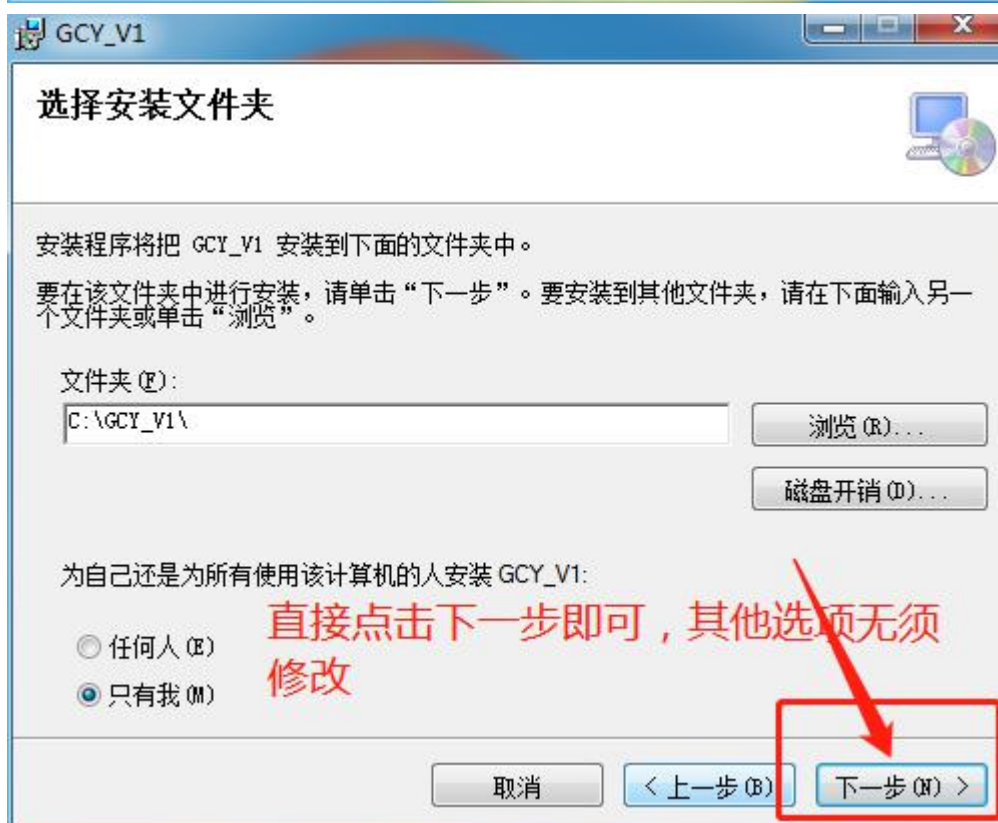 GCY_V1
选择安装文件夹
安装程序将把 GCY_V1 安装到下面的文件夹中。
要在该文件夹中进行安装，请单击“下一步”。要安装到其他文件夹，请在下面输入另一
个文件夹或单击“浏览”。
文件夹(F):
C:\GCY_V1\
浏览(R)...
磁盘开销(D)...
为自己还是为所有使用该计算机的人安装 GCY_V1:
直接点击下一步即可，其他选项无须
修改
任何人(E)
只有我(M)
取消
< 上一步(B)
下一步(N) >